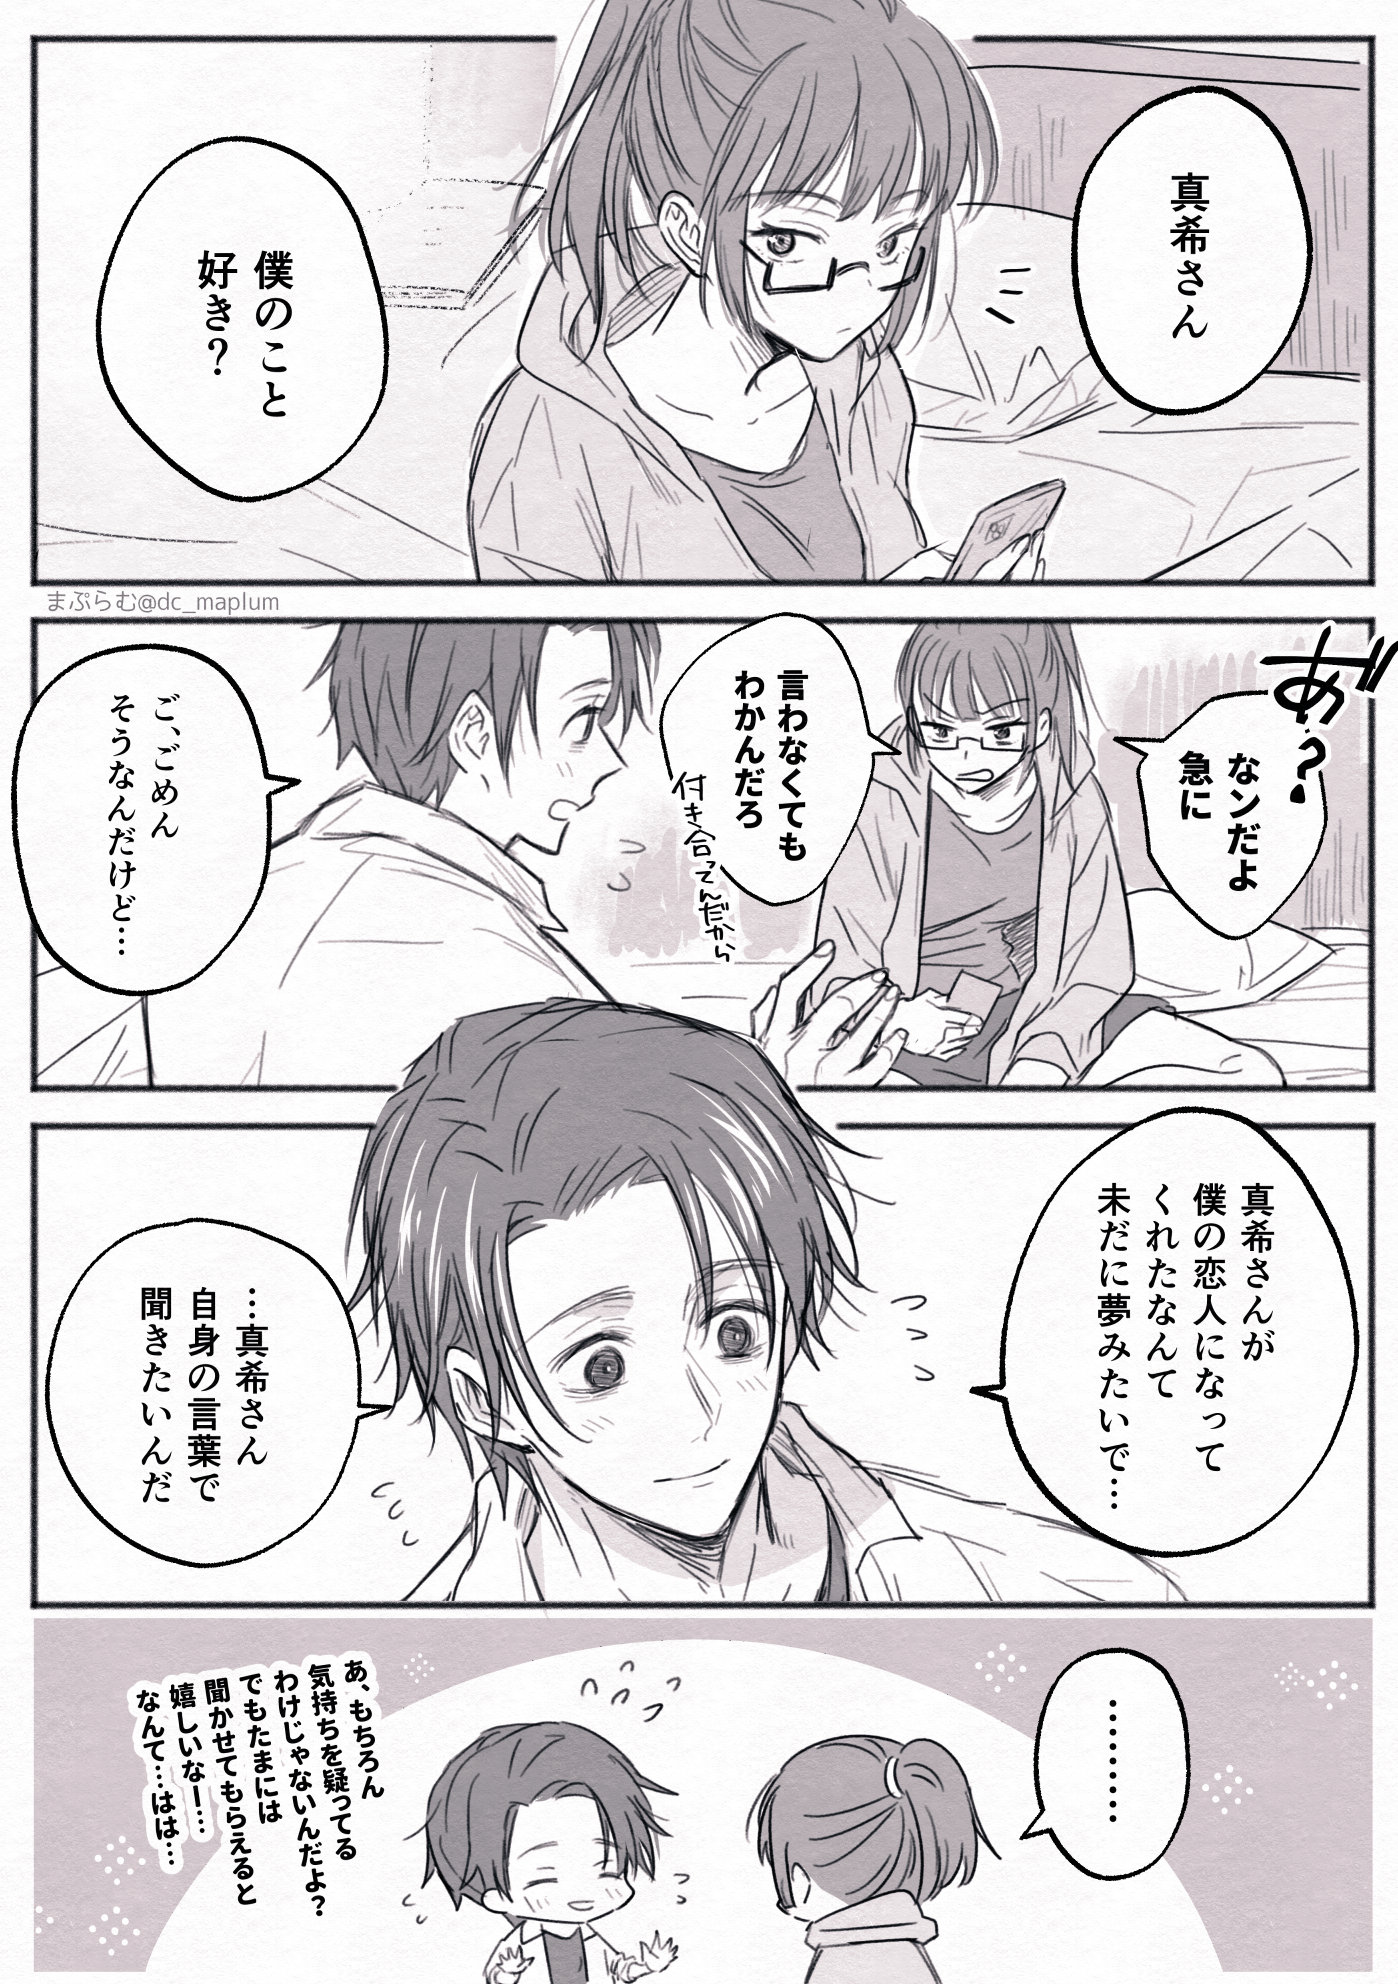 真希さん
僕のこと
好き？
まぷらむ@dc_maplum
あ゛？
なンだよ
急に
言わなくても
わかんだろ
付き合ってんだから
ご、ごめん
そうなんだけど…
真希さんが
僕の恋人になって
くれたなんて
未だに夢みたいで…
…真希さん
自身の言葉で
聞きたいんだ
………
あ、もちろん
気持ちを疑ってる
わけじゃないんだよ？
でもたまには
聞かせてもらえると
嬉しいなー…
なんて…はは…